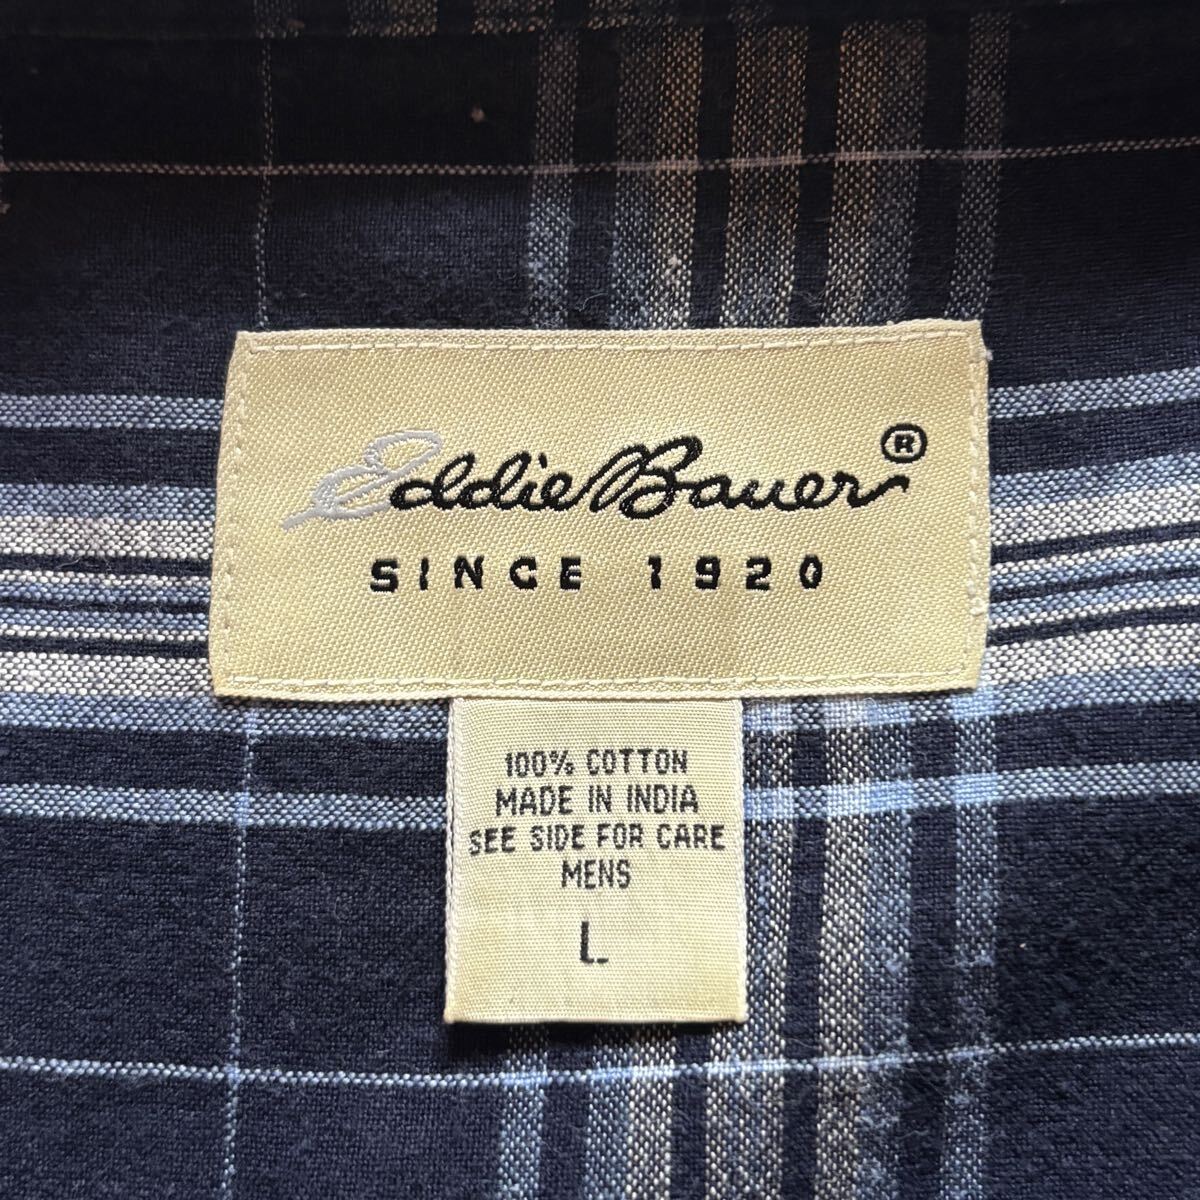 Eddie Bauer®
SINCE 1920
100% COTTON
MADE IN INDIA
SEE SIDE FOR CARE
MENS
L